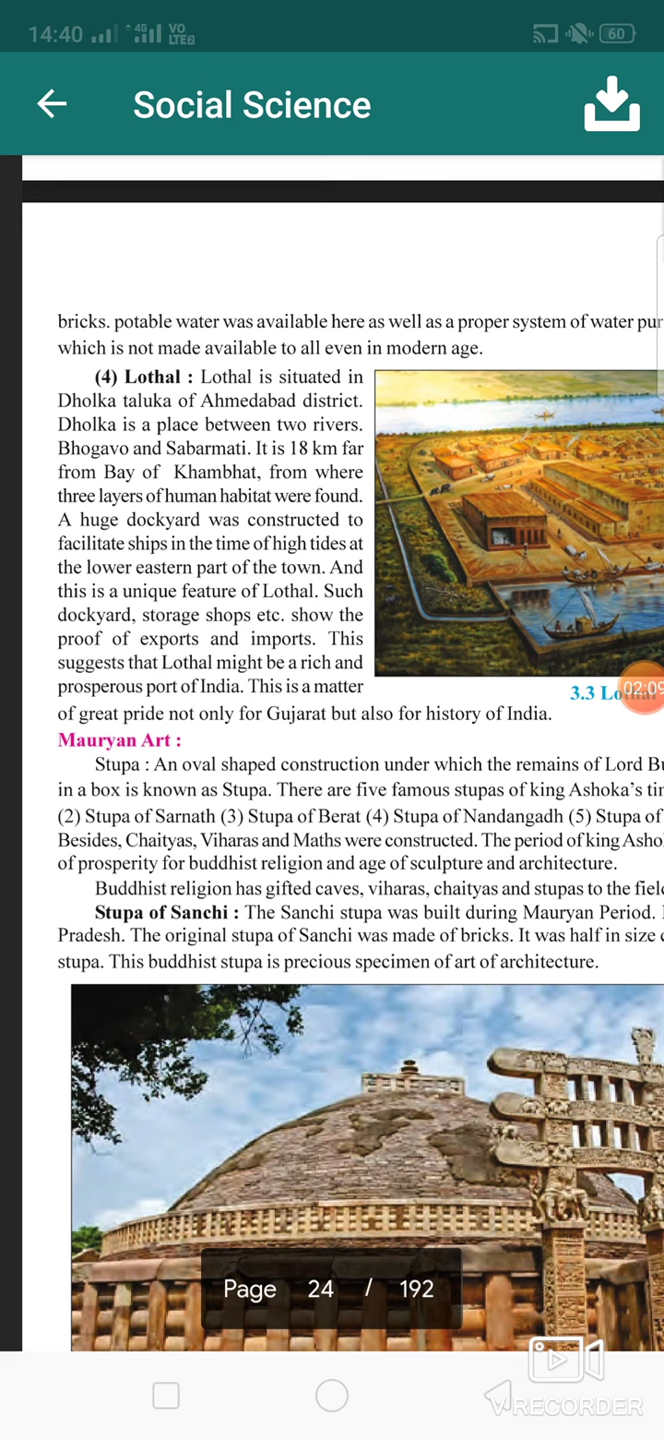 14:40 4G VO LTE2 60
Social Science
bricks. potable water was available here as well as a proper system of water pur
which is not made available to all even in modern age.
(4) Lothal : Lothal is situated in
Dholka taluka of Ahmedabad district.
Dholka is a place between two rivers.
Bhogavo and Sabarmati. It is 18 km far
from Bay of Khambhat, from where
three layers of human habitat were found.
A huge dockyard was constructed to
facilitate ships in the time of high tides at
the lower eastern part of the town. And
this is a unique feature of Lothal. Such
dockyard, storage shops etc. show the
proof of exports and imports. This
suggests that Lothal might be a rich and
prosperous port of India. This is a matter
3.3 Lothal
02:09
of great pride not only for Gujarat but also for history of India.
Mauryan Art :
Stupa : An oval shaped construction under which the remains of Lord Bu
in a box is known as Stupa. There are five famous stupas of king Ashoka's tim
(2) Stupa of Sarnath (3) Stupa of Berat (4) Stupa of Nandangadh (5) Stupa of
Besides, Chaityas, Viharas and Maths were constructed. The period of king Asho
of prosperity for buddhist religion and age of sculpture and architecture.
Buddhist religion has gifted caves, viharas, chaityas and stupas to the field
Stupa of Sanchi : The Sanchi stupa was built during Mauryan Period.
Pradesh. The original stupa of Sanchi was made of bricks. It was half in size
stupa. This buddhist stupa is precious specimen of art of architecture.
Page 24 / 192
VRECORDER